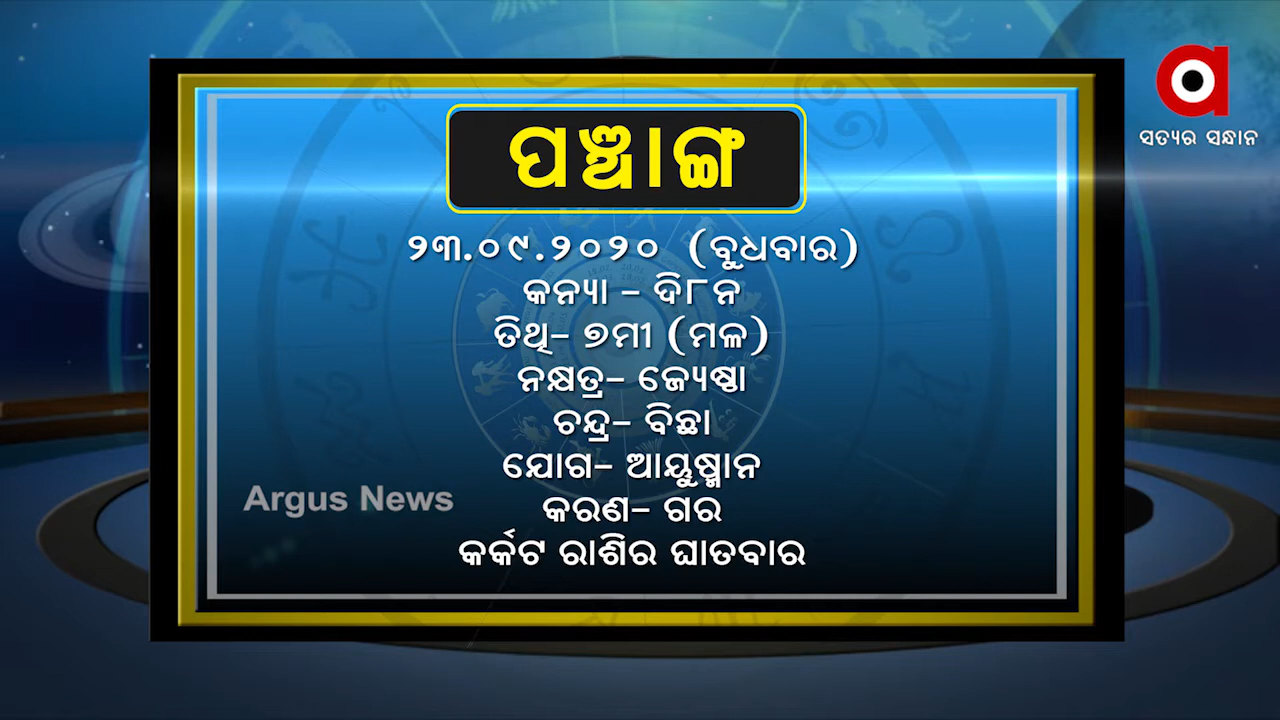 ପଞ୍ଚାଙ୍ଗ
ସତ୍ୟର ସନ୍ଧାନ
୨୩.୦୯.୨୦୨୦ (ବୁଧବାର)
କନ୍ୟା - ଦି୮ନ
ତିଥି- ୭ମୀ (ମଳ)
ନକ୍ଷତ୍ର- ଜ୍ୟେଷ୍ଠା
ଚନ୍ଦ୍ର- ବିଛା
ଯୋଗ- ଆୟୁଷ୍ମାନ
Argus News
କରଣ- ଗର
କର୍କଟ ରାଶିର ଘାତବାର